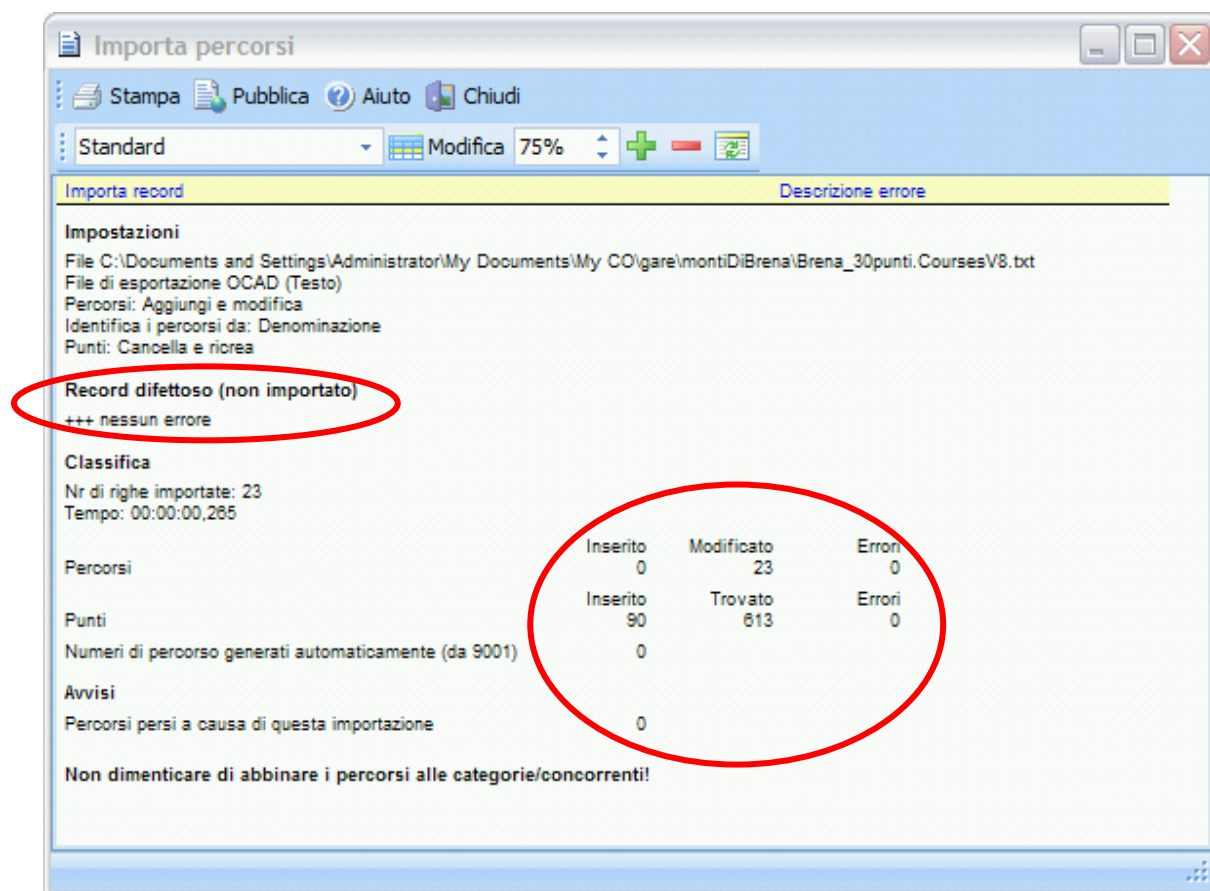 Importa percorsi
Stampa Pubblica Aiuto Chiudi
Standard Modifica 75%
Importa record Descrizione errore
Impostazioni
File C:\Documents and Settings\Administrator\My Documents\My CO\gare\montiDiBrena\Brena_30punti.CoursesV8.txt
File di esportazione OCAD (Testo)
Percorsi: Aggiungi e modifica
Identifica i percorsi da: Denominazione
Punti: Cancella e ricrea
Record difettoso (non importato)
+++ nessun errore
Classifica
Nr di righe importate: 23
Tempo: 00:00:00,265
Inserito Modificato Errori
Percorsi 0 23 0
Inserito Trovato Errori
Punti 90 613 0
Numeri di percorso generati automaticamente (da 9001) 0
Avvisi
Percorsi persi a causa di questa importazione 0
Non dimenticare di abbinare i percorsi alle categorie/concorrenti!